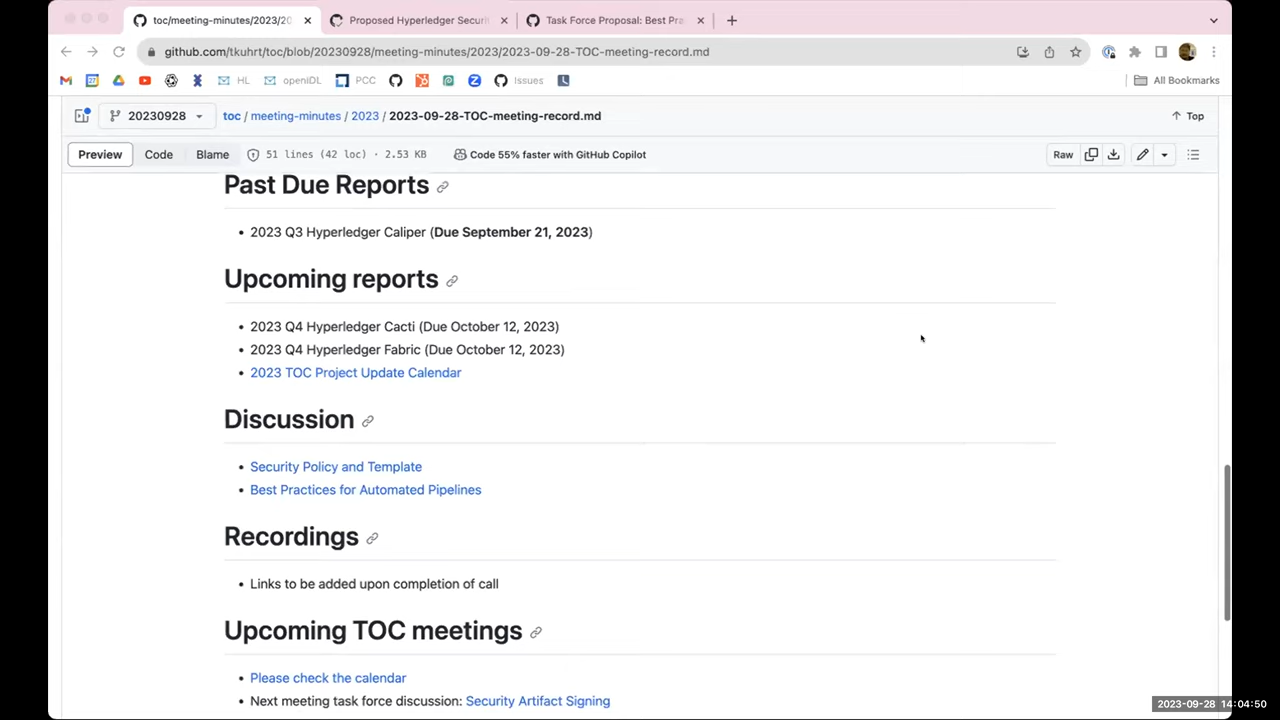 toc/meeting-minutes/2023/20
Proposed Hyperledger Securi
Task Force Proposal: Best Pra
github.com/tkuhrt/toc/blob/20230928/meeting-minutes/2023/2023-09-28-TOC-meeting-record.md
HL
openIDL
PCC
Issues
All Bookmarks
20230928
toc / meeting-minutes / 2023 / 2023-09-28-TOC-meeting-record.md
Top
Preview
Code
Blame
51 lines (42 loc) · 2.53 KB
Code 55% faster with GitHub Copilot
Raw
Past Due Reports
• 2023 Q3 Hyperledger Caliper (Due September 21, 2023)
Upcoming reports
• 2023 Q4 Hyperledger Cacti (Due October 12, 2023)
• 2023 Q4 Hyperledger Fabric (Due October 12, 2023)
• 2023 TOC Project Update Calendar
Discussion
• Security Policy and Template
• Best Practices for Automated Pipelines
Recordings
• Links to be added upon completion of call
Upcoming TOC meetings
• Please check the calendar
• Next meeting task force discussion: Security Artifact Signing
2023-09-28 14:04:50